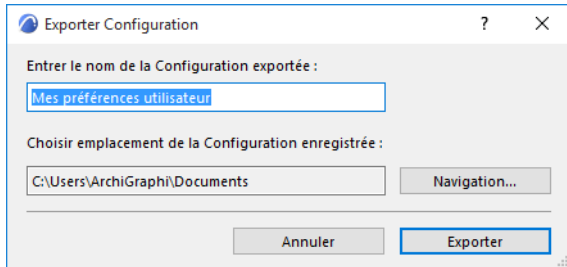 Exporter Configuration
Entrer le nom de la Configuration exportée :
Mes préférences utilisateur
Choisir emplacement de la Configuration enregistrée :
C:\Users\ArchiGraphi\Documents
Navigation...
Annuler
Exporter